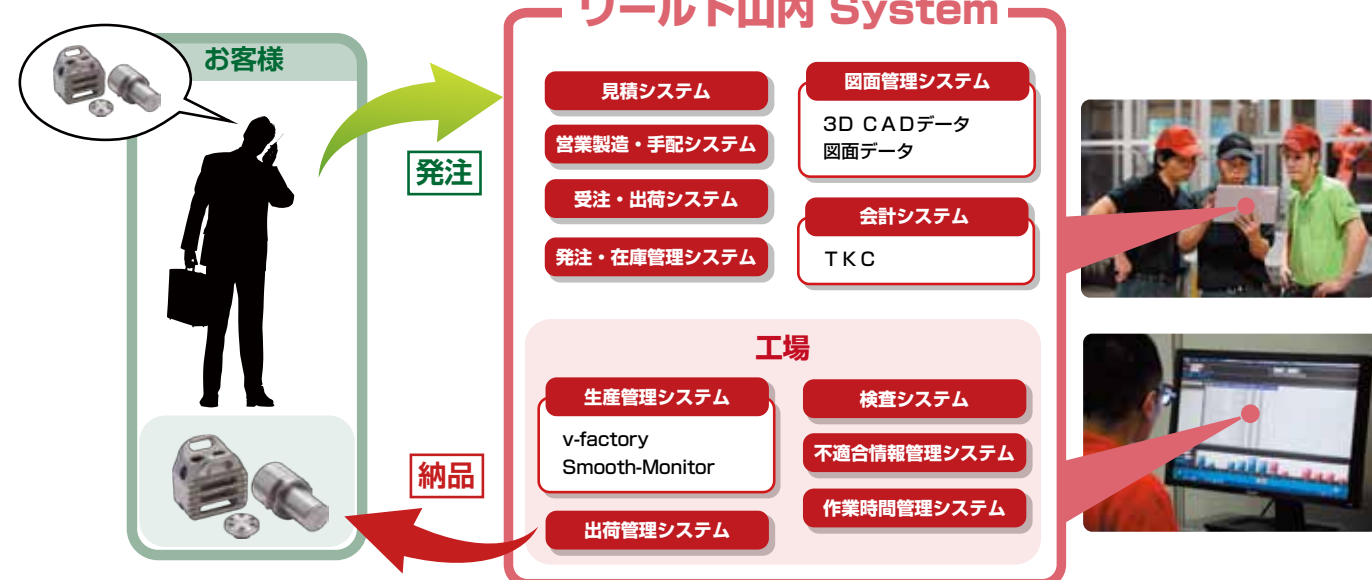 ワールド山内 System
お客様
発注
納品
見積システム
営業製造・手配システム
受注・出荷システム
発注・在庫管理システム
図面管理システム
3D CADデータ
図面データ
会計システム
TKC
工場
生産管理システム
v-factory
Smooth-Monitor
出荷管理システム
検査システム
不適合情報管理システム
作業時間管理システム